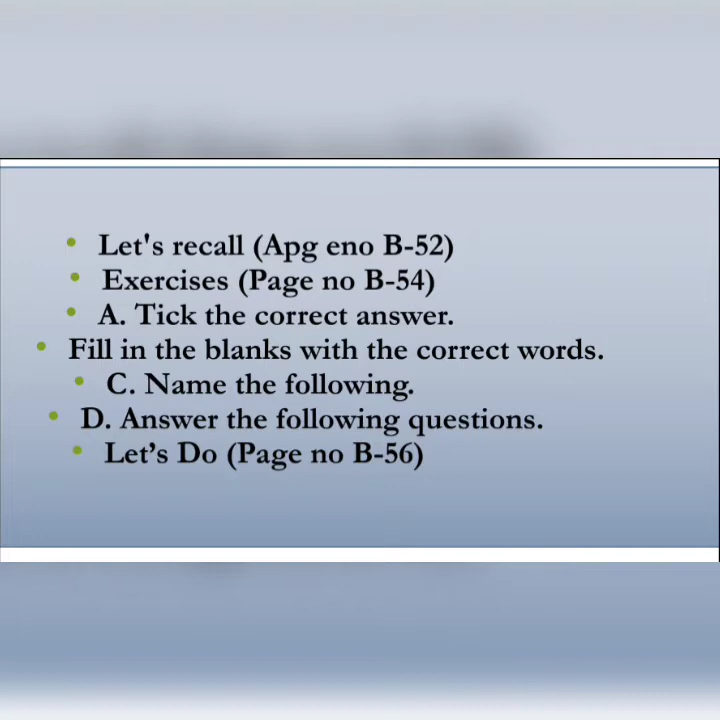 Let's recall (Apg eno B-52)
Exercises (Page no B-54)
A. Tick the correct answer.
Fill in the blanks with the correct words.
C. Name the following.
D. Answer the following questions.
Let’s Do (Page no B-56)